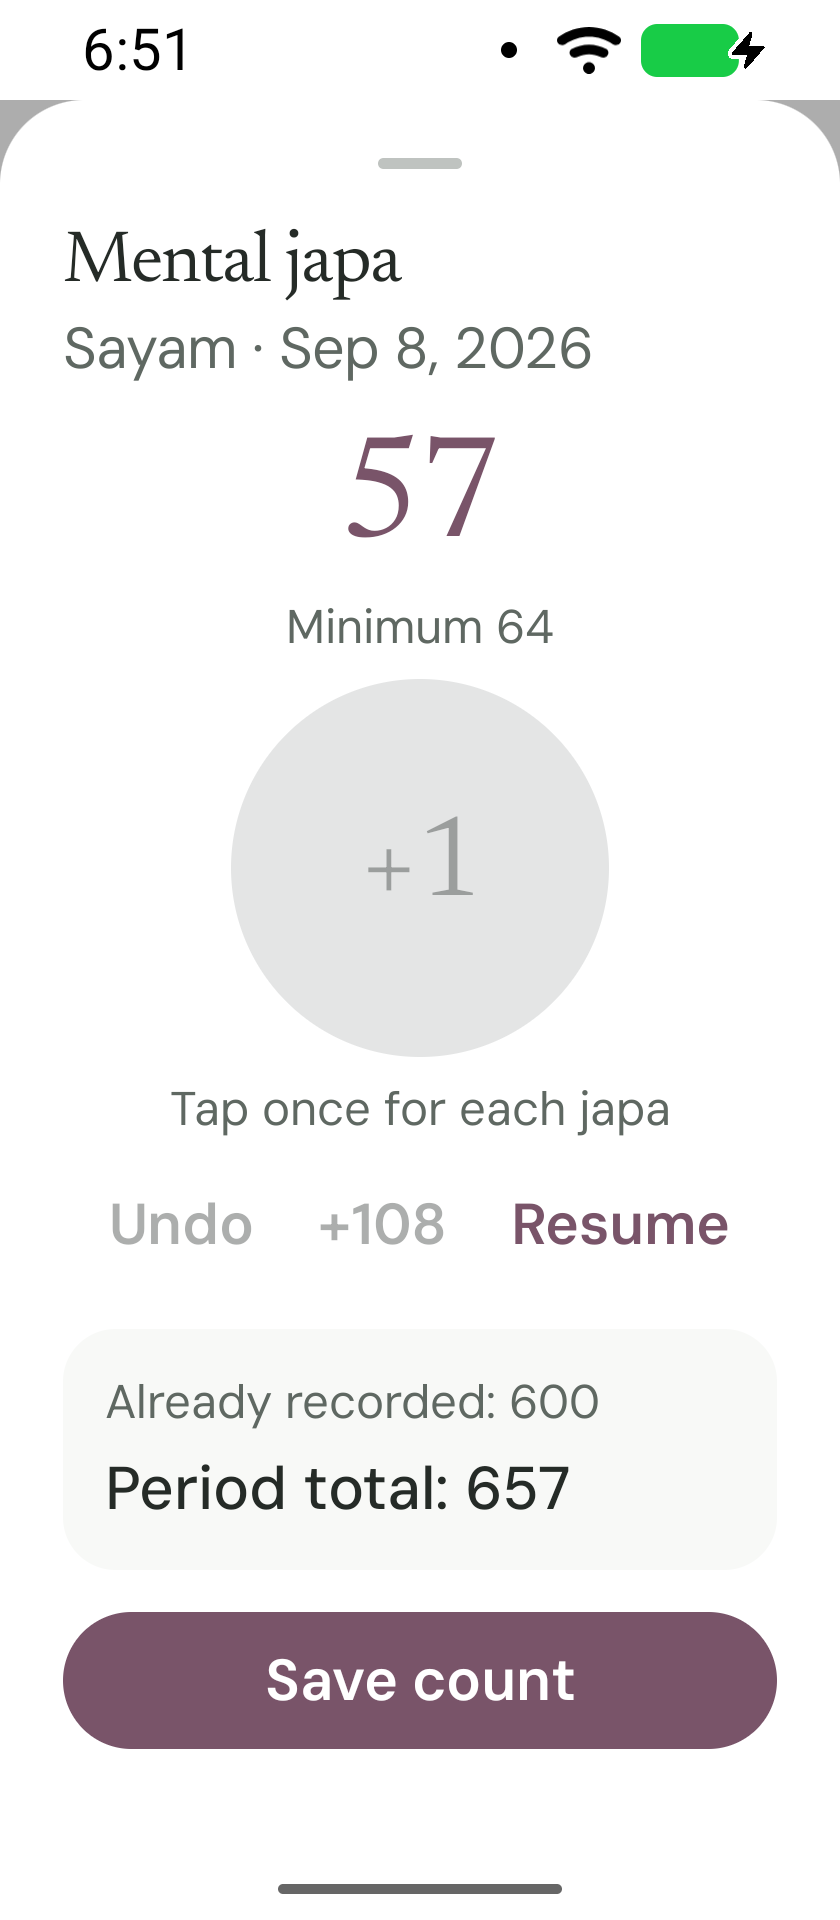 6:51
Mental japa
Sayam · Sep 8, 2026
57
Minimum 64
+1
Tap once for each japa
Undo +108 Resume
Already recorded: 600
Period total: 657
Save count